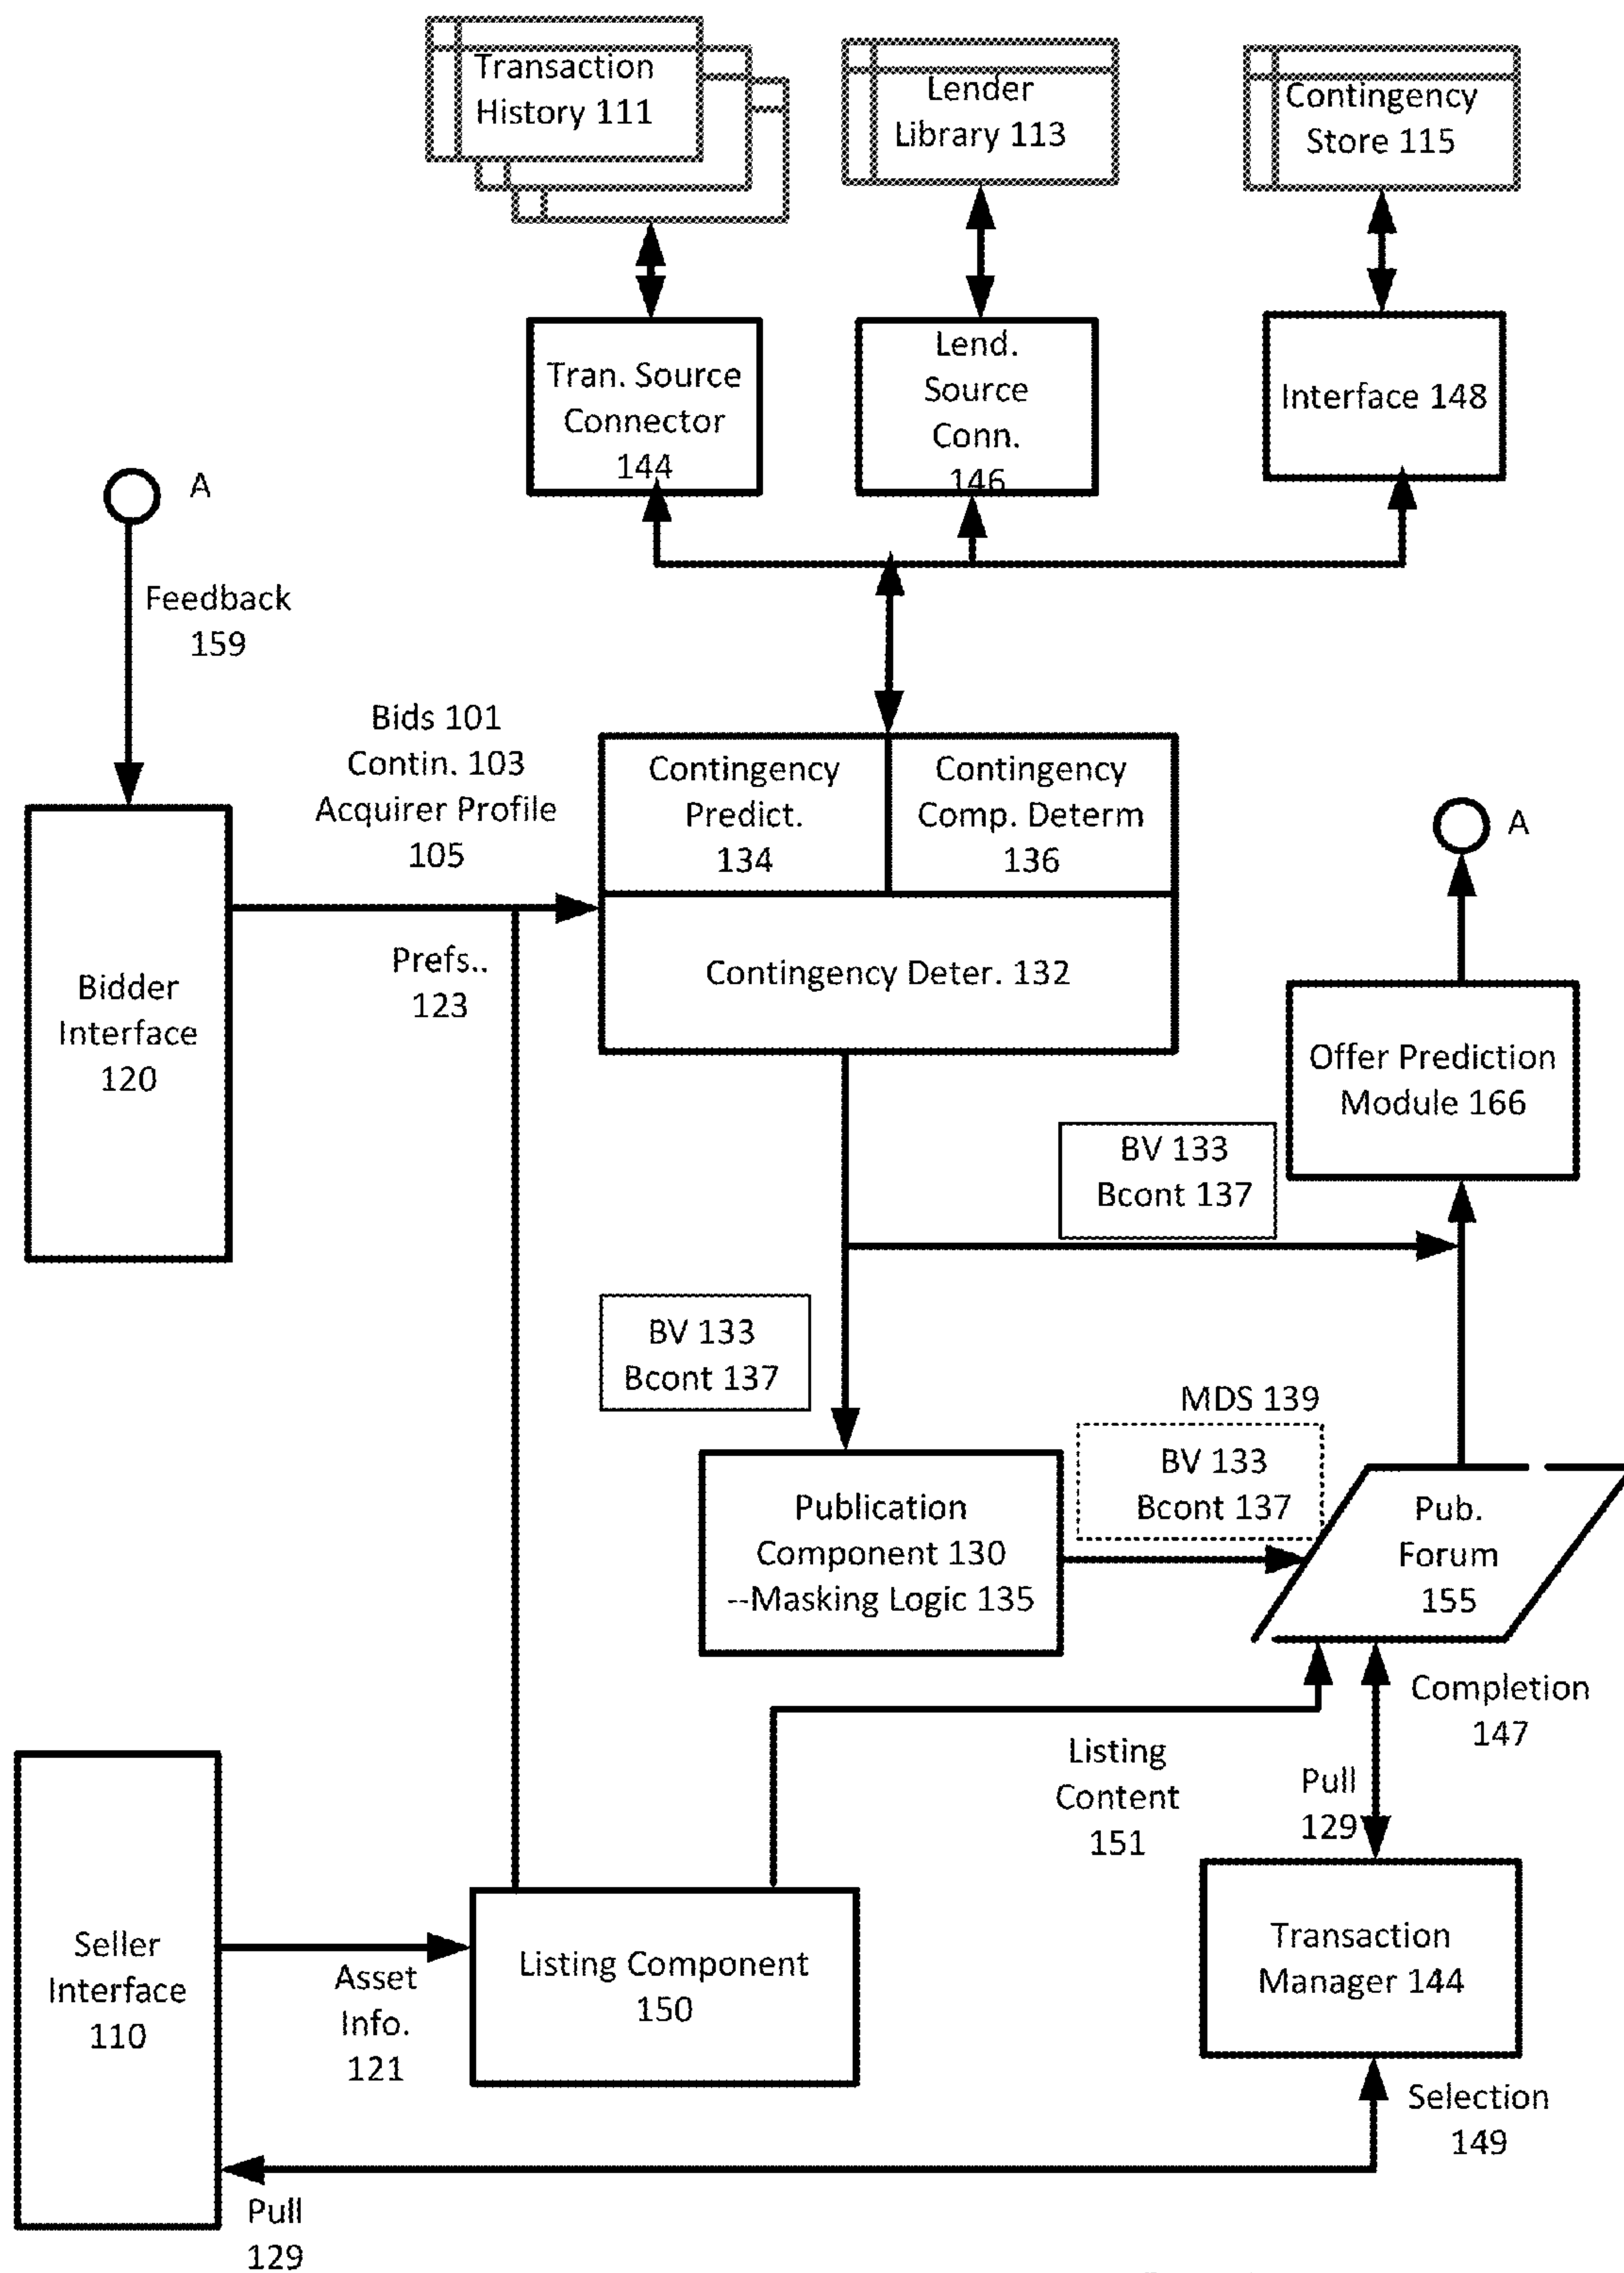 Transaction
History 111
Lender
Library 113
Contingency
Store 115
Tran. Source
Connector
144
Lend.
Source
Conn.
146
Interface 148
A
Feedback
159
Bids 101
Contin. 103
Acquirer Profile
105
Prefs..
123
Contingency
Predict.
134
Contingency
Comp. Determ
136
Contingency Deter. 132
A
Bidder
Interface
120
Offer Prediction
Module 166
BV 133
Bcont 137
BV 133
Bcont 137
MDS 139
BV 133
Bcont 137
Publication
Component 130
--Masking Logic 135
Pub.
Forum
155
Completion
147
Listing
Content
151
Pull
129
Seller
Interface
110
Asset
Info.
121
Listing Component
150
Transaction
Manager 144
Selection
149
Pull
129